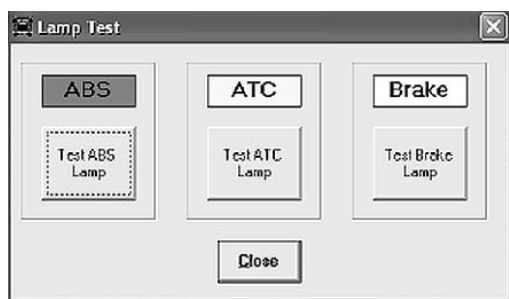 Lamp Test
ABS
ATC
Brake
Test ABS
Lamp
Test ATC
Lamp
Test Brake
Lamp
Close